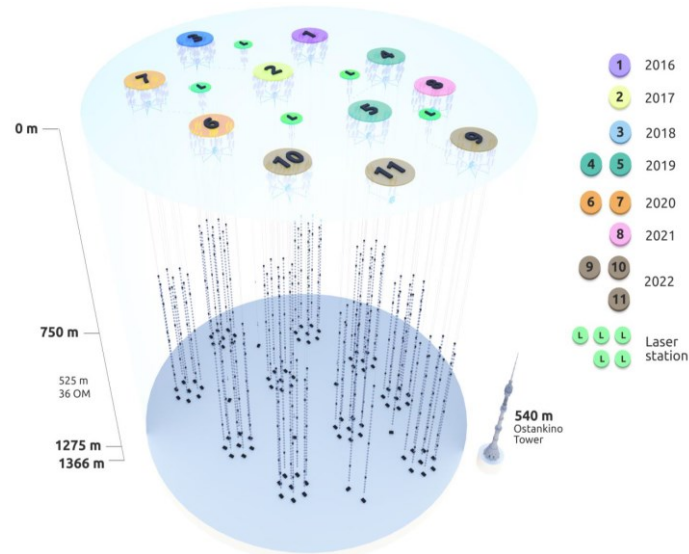 3
L
1
4
2
L
7
L
8
5
L
6
L
9
10
11
0 m
750 m
525 m
36 OM
1275 m
1366 m
540 m
Ostankino
Tower
1 2016
2 2017
3 2018
4 5 2019
6 7 2020
8 2021
9 10
2022
11
L L L
Laser
L L
station